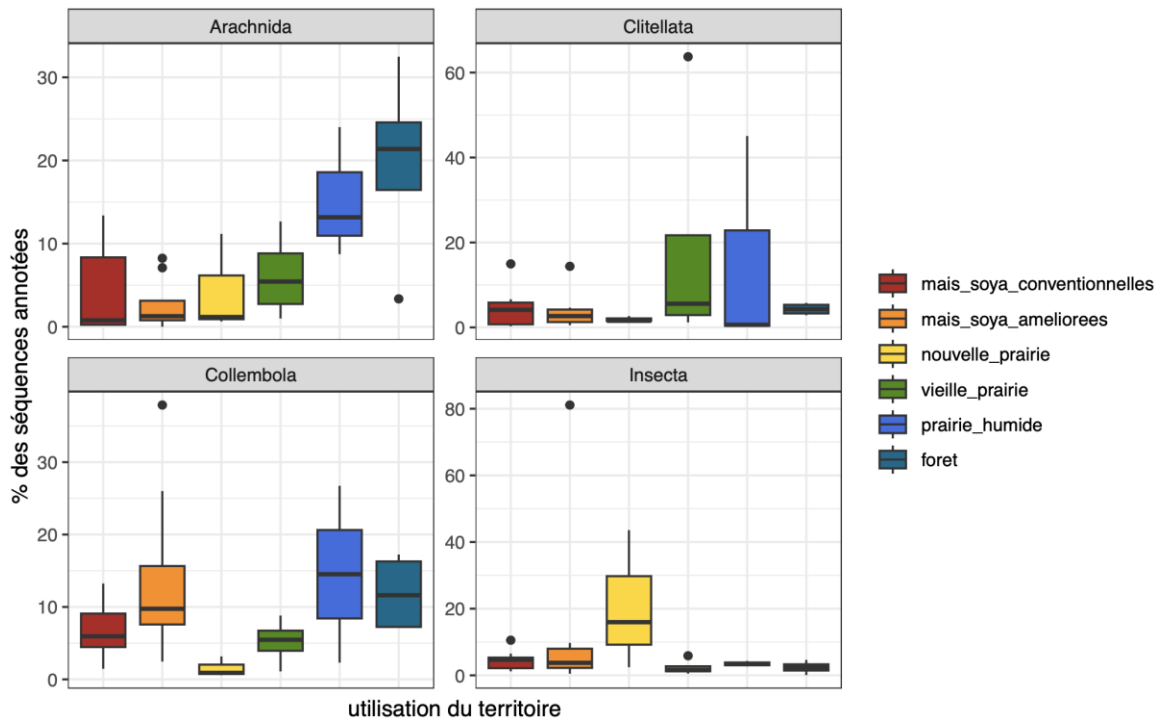 Arachnida
Clitellata
30
20
10
0
60
40
20
0
Collembola
Insecta
30
20
10
0
80
60
40
20
0
% des séquences annotées
utilisation du territoire
mais_soya_conventionnelles
mais_soya_ameliorees
nouvelle_prairie
vieille_prairie
prairie_humide
foret